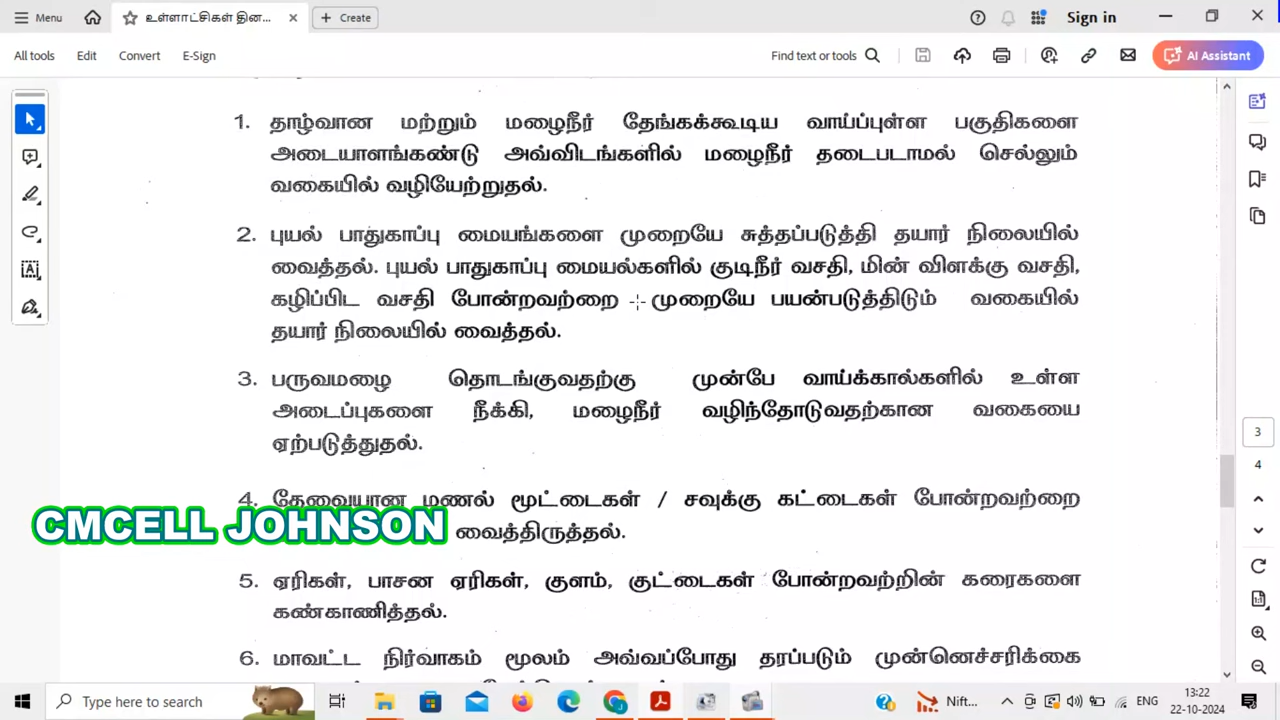 Menu
உள்ளாட்சிகள் தின...
Create
Sign in
All tools Edit Convert E-Sign
Find text or tools
AI Assistant
1. தாழ்வான மற்றும் மழைநீர் தேங்கக்கூடிய வாய்ப்புள்ள பகுதிகளை
அடையாளங்கண்டு அவ்விடங்களில் மழைநீர் தடைபடாமல் செல்லும்
வகையில் வழியேற்றுதல்.
2. புயல் பாதுகாப்பு மையங்களை முறையே சுத்தப்படுத்தி தயார் நிலையில்
வைத்தல். புயல் பாதுகாப்பு மையல்களில் குடிநீர் வசதி, மின் விளக்கு வசதி,
கழிப்பிட வசதி போன்றவற்றை முறையே பயன்படுத்திடும் வகையில்
தயார் நிலையில் வைத்தல்.
3. பருவமழை தொடங்குவதற்கு முன்பே வாய்க்கால்களில் உள்ள
அடைப்புகளை நீக்கி, மழைநீர் வழிந்தோடுவதற்கான வகையை
ஏற்படுத்துதல்.
4. தேவையான மணல் மூட்டைகள் / சவுக்கு கட்டைகள் போன்றவற்றை
CMCELL JOHNSON
வைத்திருத்தல்.
5. ஏரிகள், பாசன ஏரிகள், குளம், குட்டைகள் போன்றவற்றின் கரைகளை
கண்காணித்தல்.
6. மாவட்ட நிர்வாகம் மூலம் அவ்வப்போது தரப்படும் முன்னெச்சரிக்கை
3
4
Type here to search
Nift...
ENG
13:22
22-10-2024